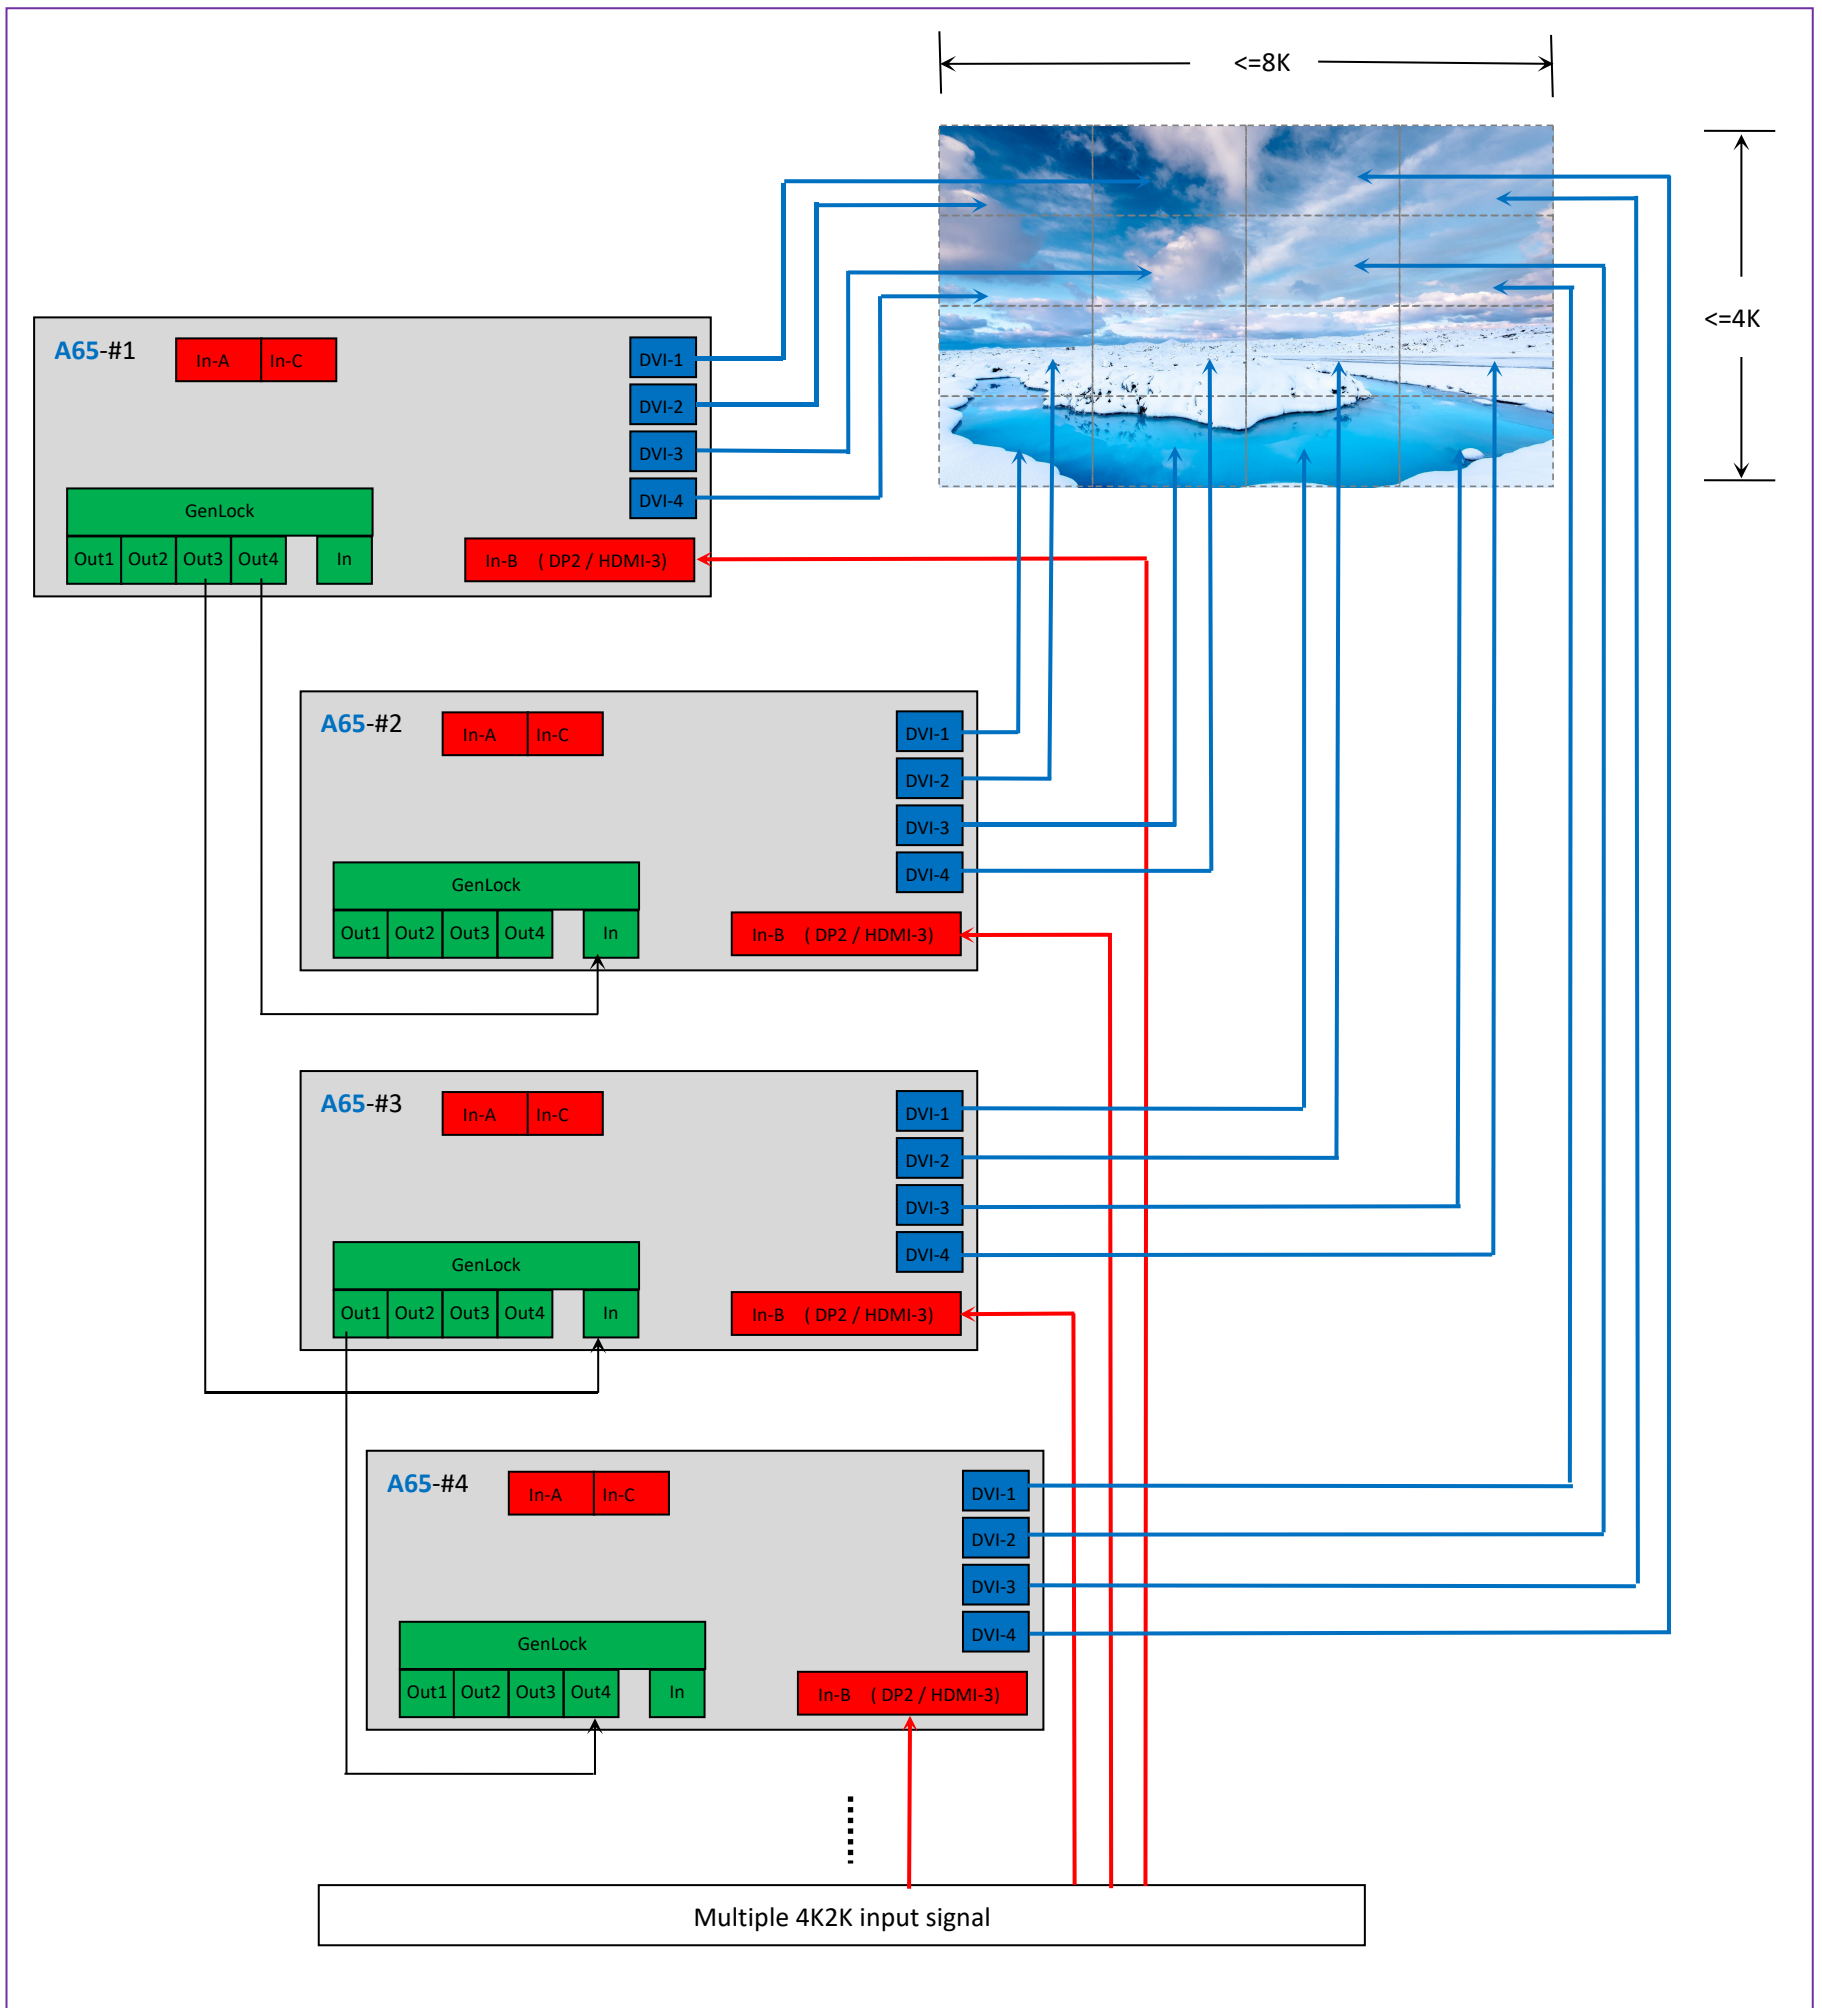 <=8K
<=4K
A65-#1
In-A In-C
DVI-1
DVI-2
DVI-3
DVI-4
GenLock
Out1 Out2 Out3 Out4 In
In-B ( DP2 / HDMI-3)
A65-#2
In-A In-C
DVI-1
DVI-2
DVI-3
DVI-4
GenLock
Out1 Out2 Out3 Out4 In
In-B ( DP2 / HDMI-3)
A65-#3
In-A In-C
DVI-1
DVI-2
DVI-3
DVI-4
GenLock
Out1 Out2 Out3 Out4 In
In-B ( DP2 / HDMI-3)
A65-#4
In-A In-C
DVI-1
DVI-2
DVI-3
DVI-4
GenLock
Out1 Out2 Out3 Out4 In
In-B ( DP2 / HDMI-3)
Multiple 4K2K input signal